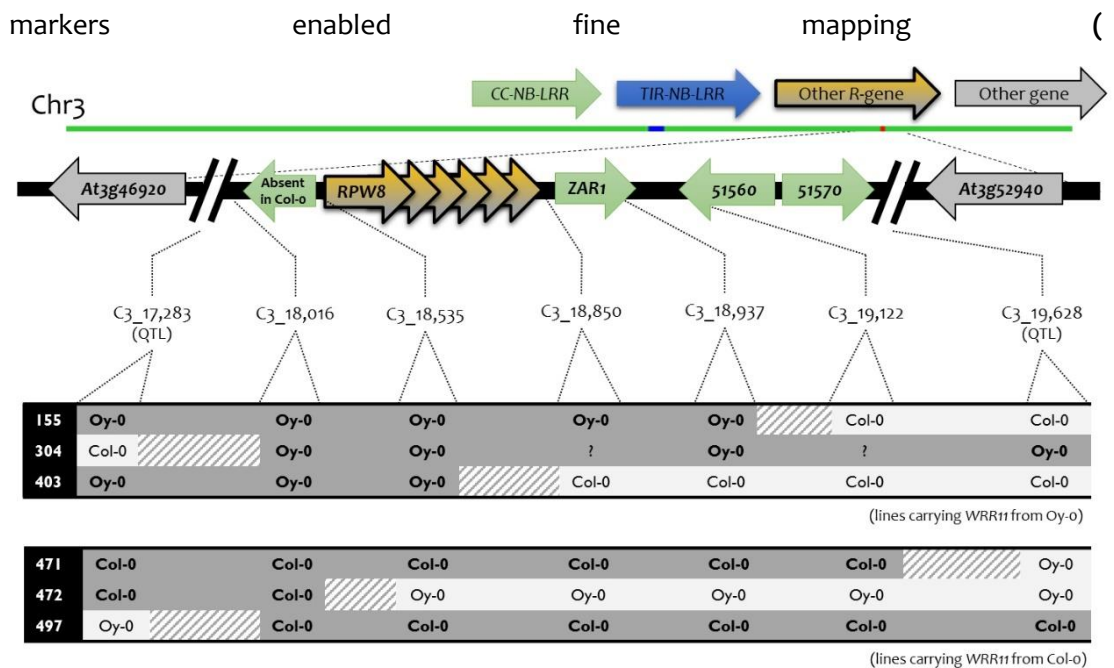 markers enabled fine mapping (
CC-NB-LRR TIR-NB-LRR Other R-gene Other gene
Chr3
At3g46920 Absent in Col-0 RPW8 ZAR1 51560 51570 At3g52940
C3_17,283 (QTL) C3_18,016 C3_18,535 C3_18,850 C3_18,937 C3_19,122 C3_19,628 (QTL)
155 Oy-0 Oy-0 Oy-0 Oy-0 Oy-0 Col-0 Col-0
304 Col-0 Oy-0 Oy-0 ? Oy-0 ? Oy-0
403 Oy-0 Oy-0 Oy-0 Col-0 Col-0 Col-0 Col-0
(lines carrying WRR11 from Oy-0)
471 Col-0 Col-0 Col-0 Col-0 Col-0 Col-0 Oy-0
472 Col-0 Col-0 Oy-0 Oy-0 Oy-0 Oy-0 Oy-0
497 Oy-0 Col-0 Col-0 Col-0 Col-0 Col-0 Col-0
(lines carrying WRR11 from Col-0)